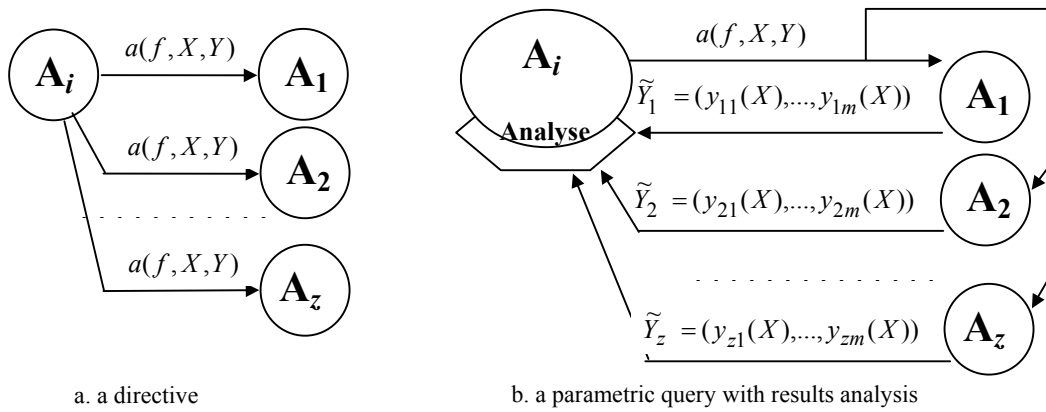 A_i
a(f,X,Y)
A_1
a(f,X,Y)
A_2
a(f,X,Y)
A_z
a. a directive
A_i
Analyse
a(f,X,Y)
A_1
Ỹ_1 = (y_11(X),...,y_1m(X))
A_2
Ỹ_2 = (y_21(X),...,y_2m(X))
A_z
Ỹ_z = (y_z1(X),...,y_zm(X))
b. a parametric query with results analysis